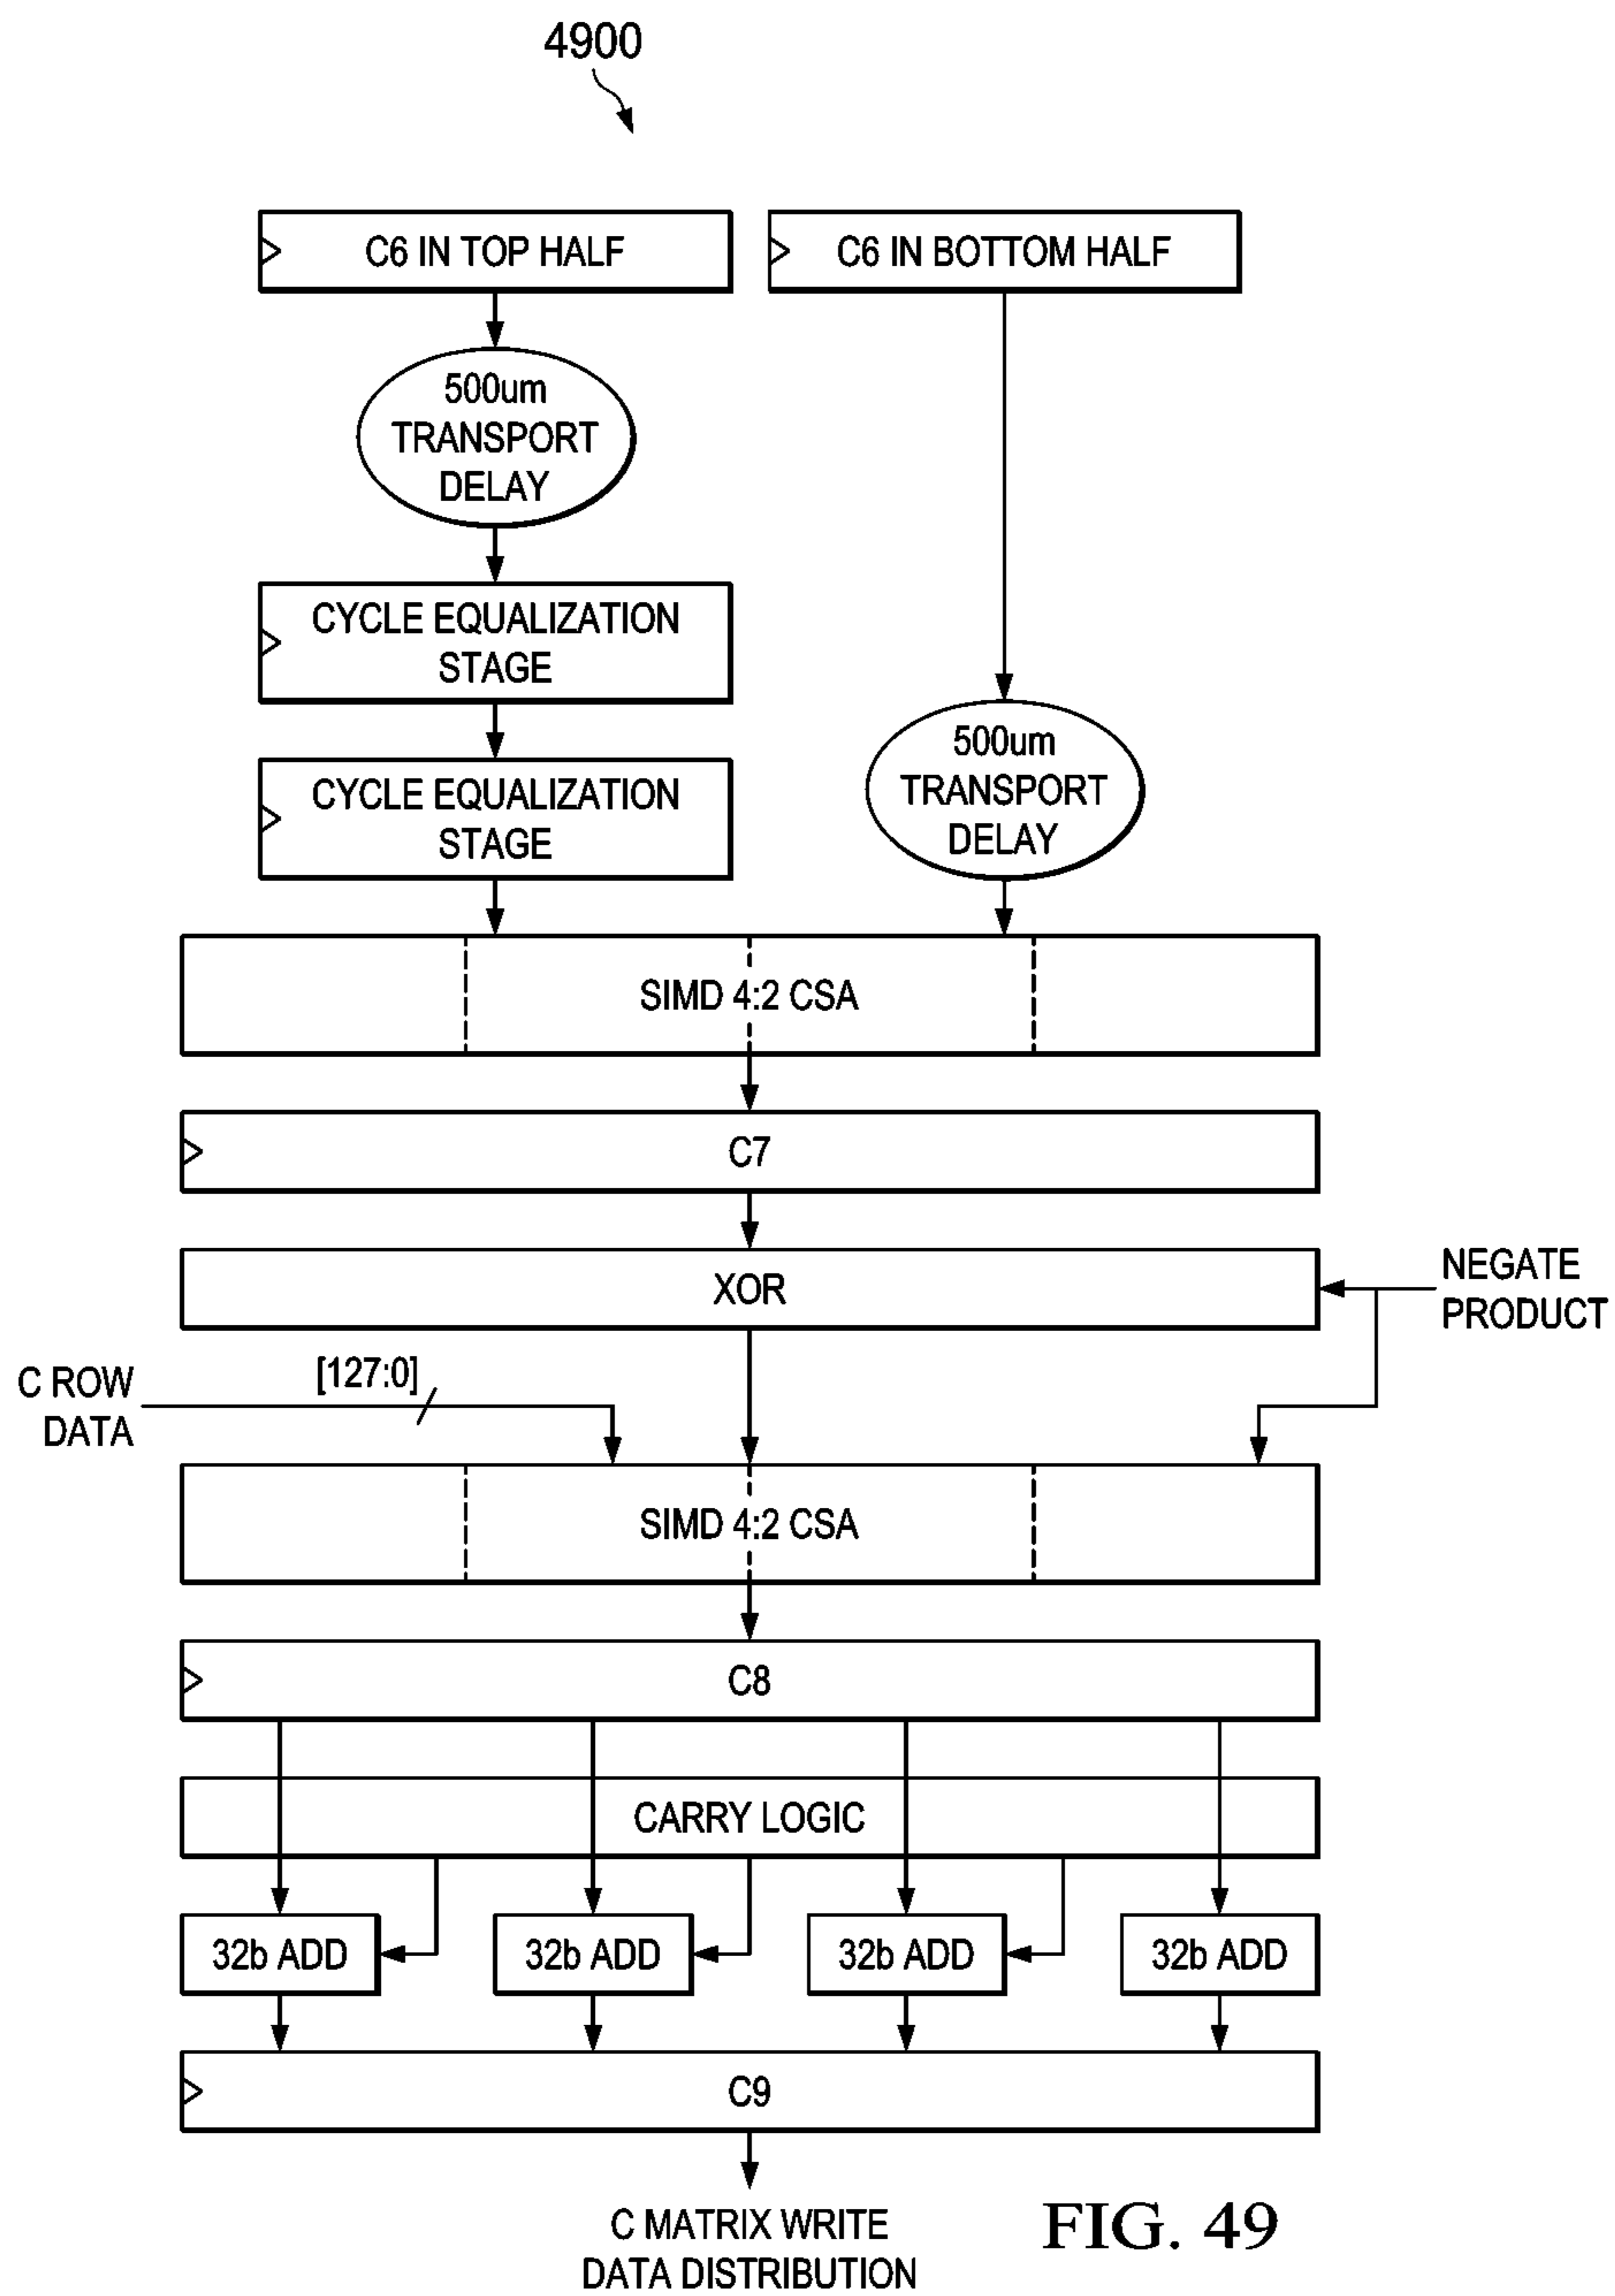 4900
C6 IN TOP HALF
C6 IN BOTTOM HALF
500um
TRANSPORT
DELAY
CYCLE EQUALIZATION
STAGE
CYCLE EQUALIZATION
STAGE
500um
TRANSPORT
DELAY
SIMD 4:2 CSA
C7
XOR
NEGATE
PRODUCT
C ROW
DATA
[127:0]
SIMD 4:2 CSA
C8
CARRY LOGIC
32b ADD
32b ADD
32b ADD
32b ADD
C9
C MATRIX WRITE
DATA DISTRIBUTION
FIG. 49